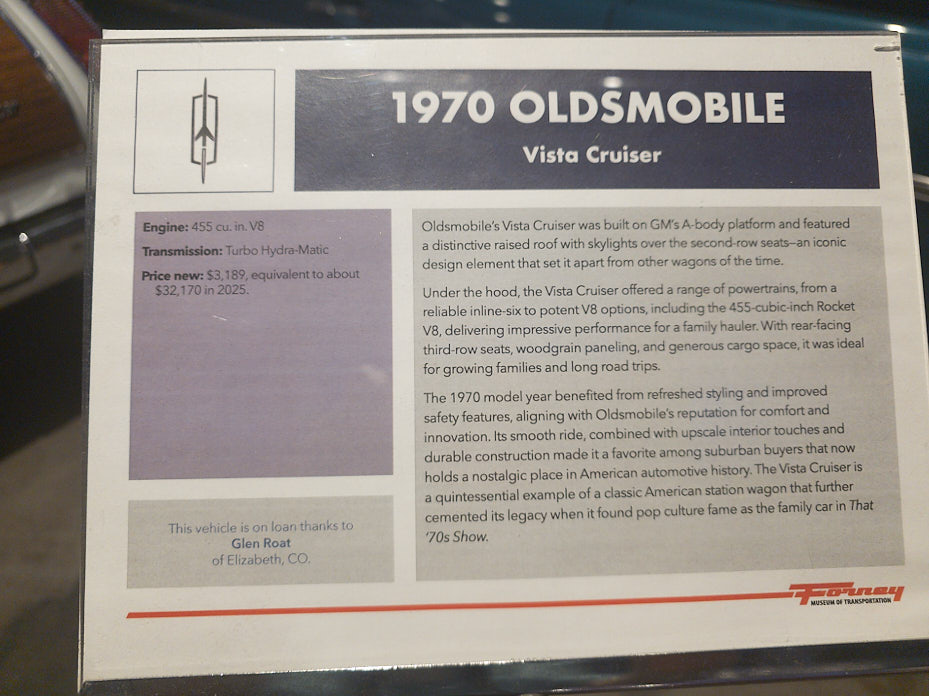 1970 OLDSMOBILE
Vista Cruiser
Engine: 455 cu. in. V8
Transmission: Turbo Hydra-Matic
Price new: $3,189, equivalent to about
$32,170 in 2025.
Oldsmobile's Vista Cruiser was built on GM's A-body platform and featured
a distinctive raised roof with skylights over the second-row seats—an iconic
design element that set it apart from other wagons of the time.
Under the hood, the Vista Cruiser offered a range of powertrains, from a
reliable inline-six to potent V8 options, including the 455-cubic-inch Rocket
V8, delivering impressive performance for a family hauler. With rear-facing
third-row seats, woodgrain paneling, and generous cargo space, it was ideal
for growing families and long road trips.
The 1970 model year benefited from refreshed styling and improved
safety features, aligning with Oldsmobile's reputation for comfort and
innovation. Its smooth ride, combined with upscale interior touches and
durable construction made it a favorite among suburban buyers that now
holds a nostalgic place in American automotive history. The Vista Cruiser is
a quintessential example of a classic American station wagon that further
cemented its legacy when it found pop culture fame as the family car in That
'70s Show.
This vehicle is on loan thanks to
Glen Roat
of Elizabeth, CO.
Forney
MUSEUM OF TRANSPORTATION